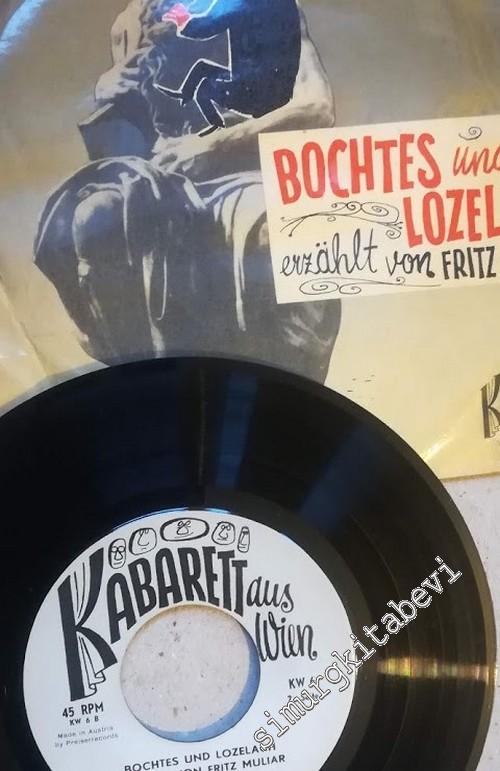 BOCHTES und
LOZEL
erzählt von FRITZ
KABARETT aus
Wien
45 RPM
KW 6 B
Made in Austria
by Preiserrecords
KW 6
BOCHTES UND LOZELACH
VON FRITZ MULIAR
simurgkitabevi